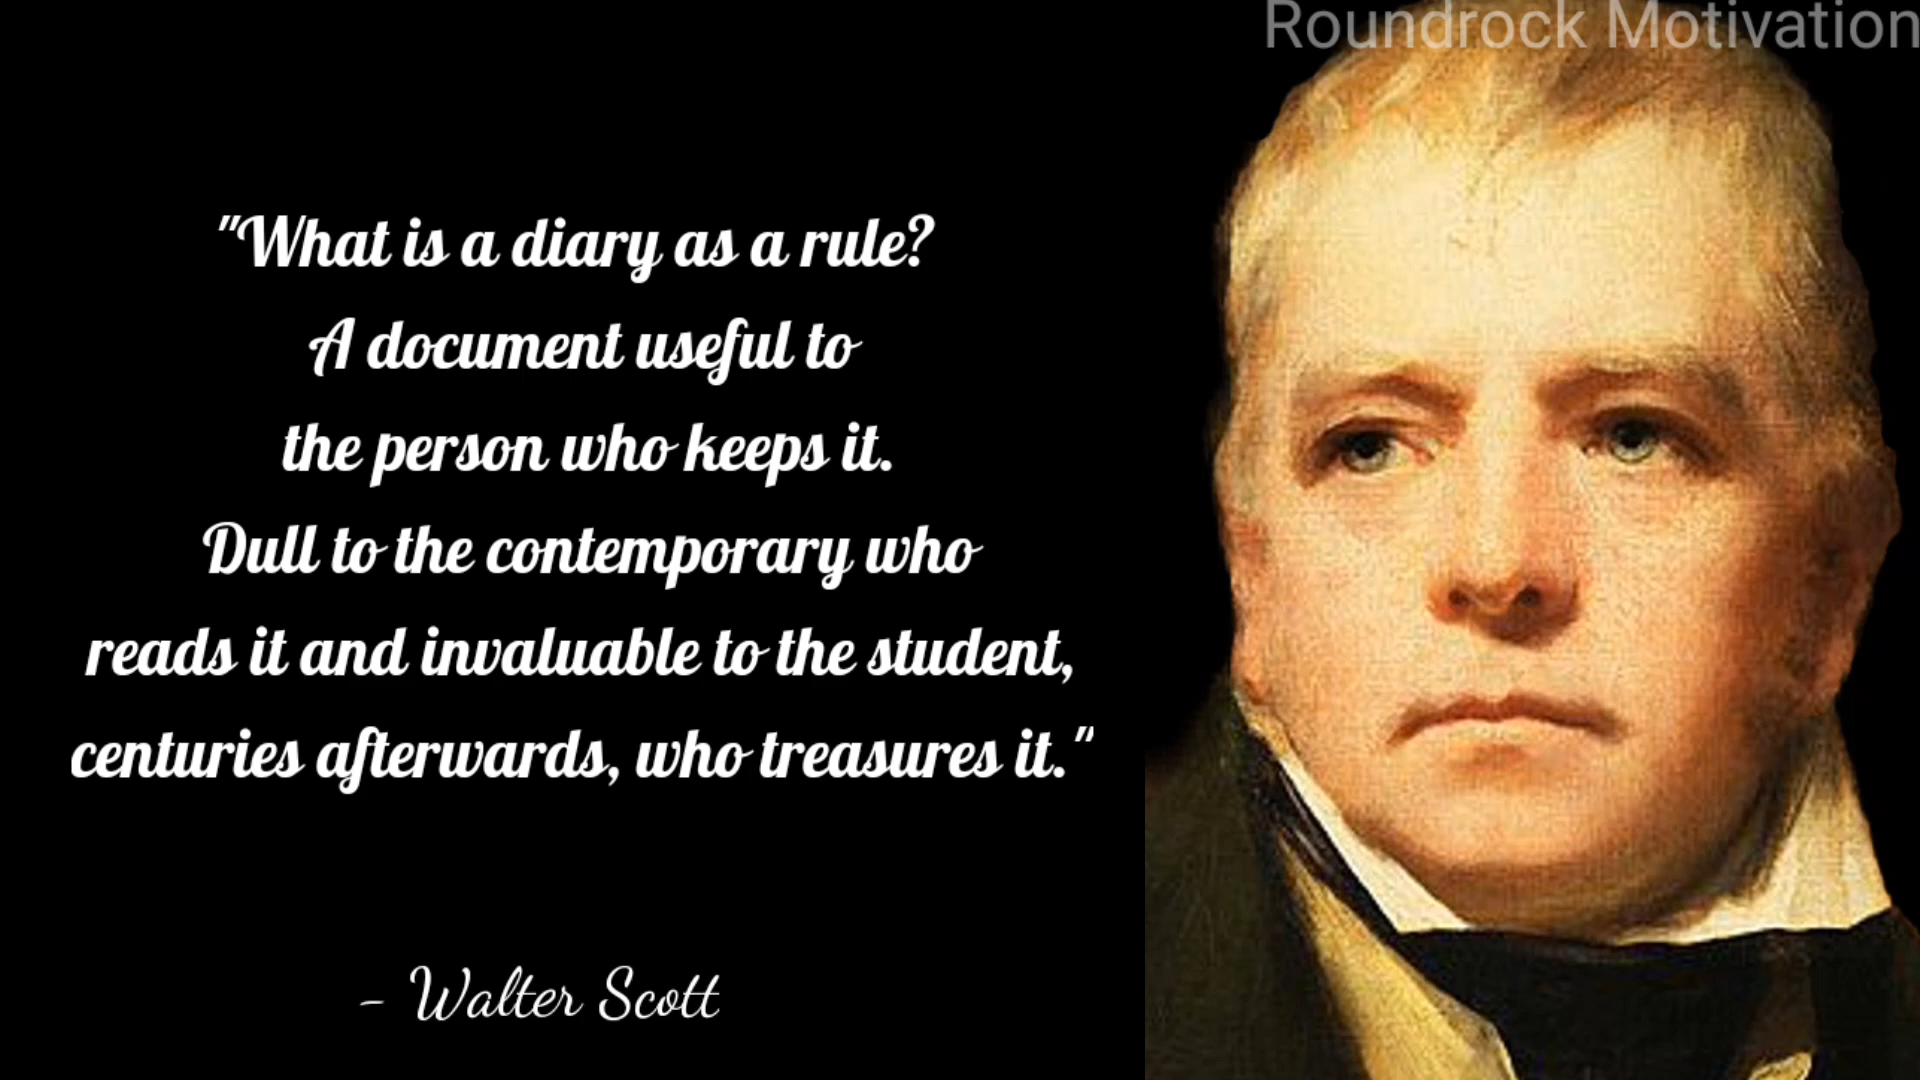 Roundrock Motivation
"What is a diary as a rule?
A document useful to
the person who keeps it.
Dull to the contemporary who
reads it and invaluable to the student,
centuries afterwards, who treasures it."
- Walter Scott